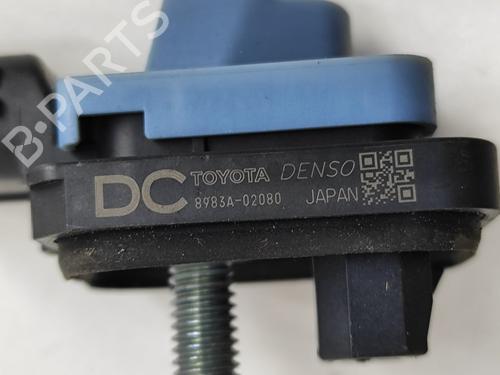 B-PARTS
DC TOYOTA DENSO
8983A-02080 JAPAN